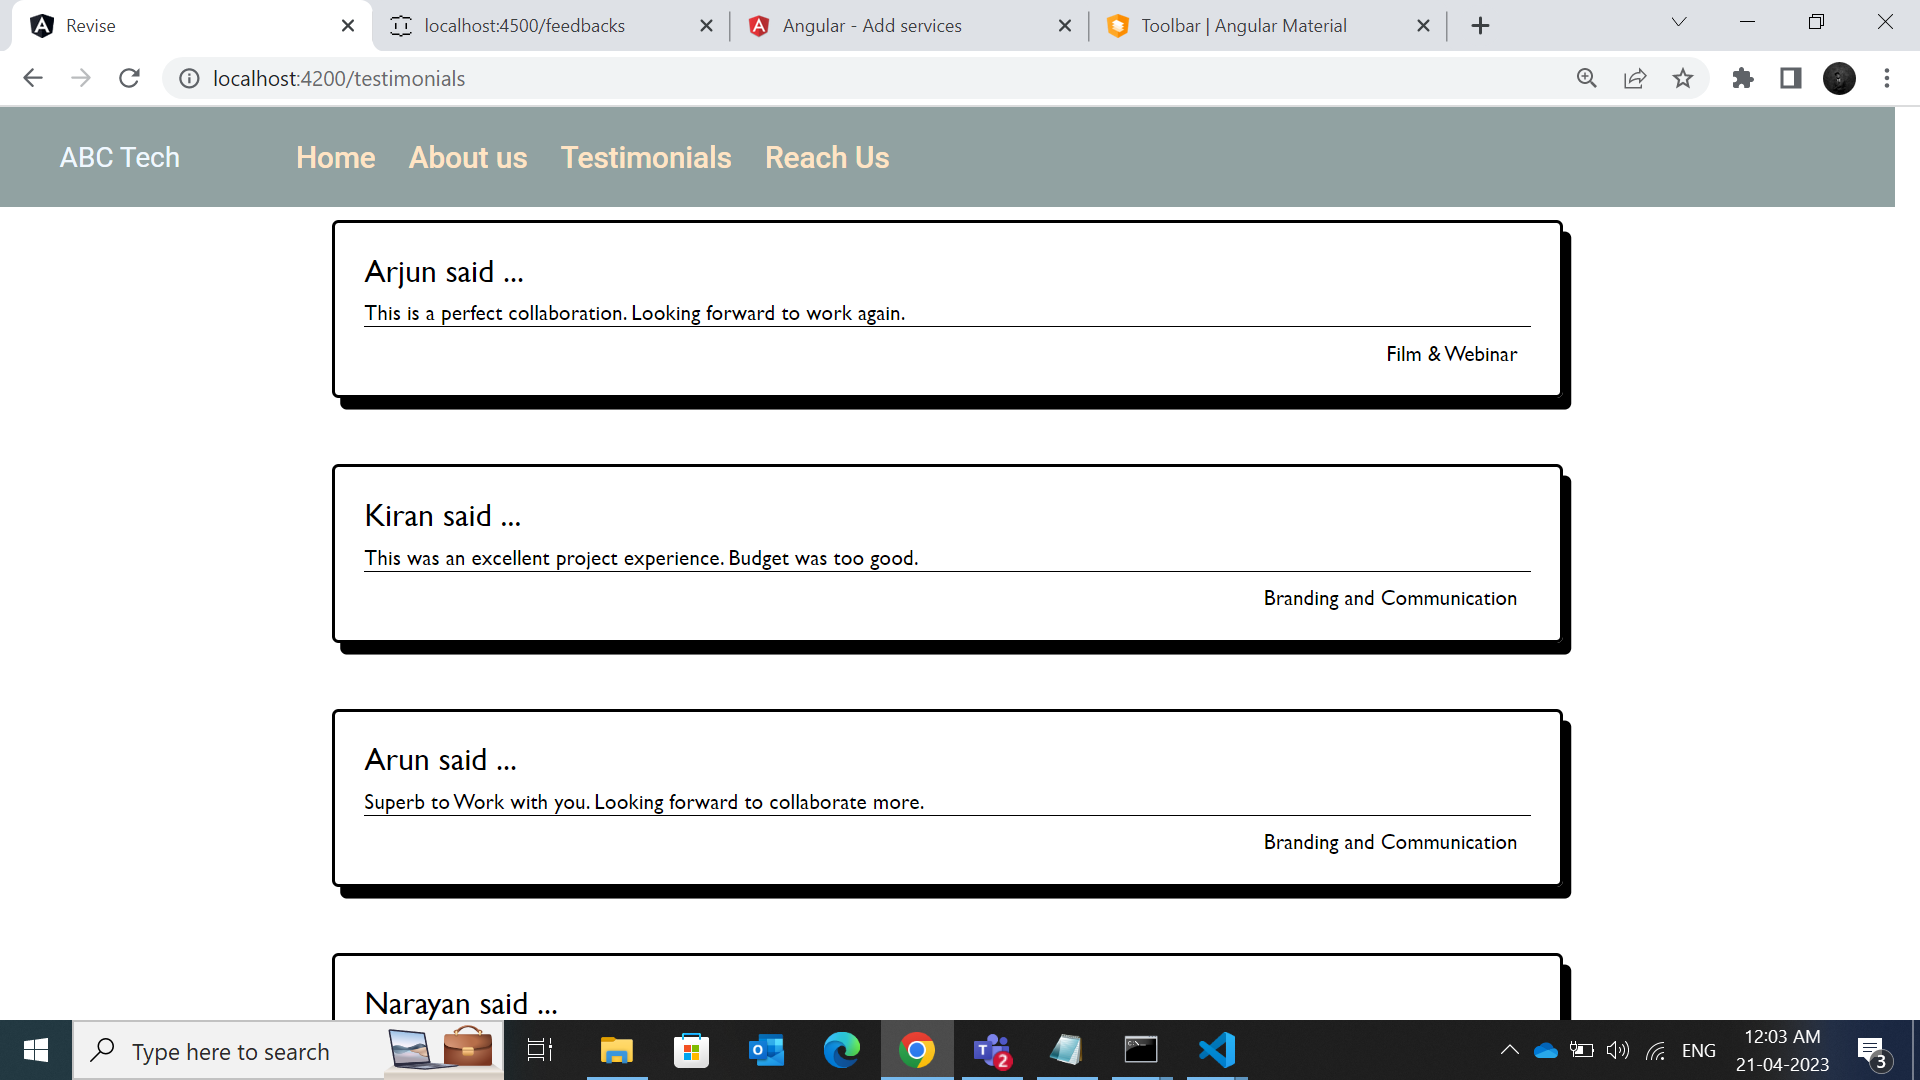 Revise
localhost:4500/feedbacks
Angular - Add services
Toolbar | Angular Material
localhost:4200/testimonials
ABC Tech
Home
About us
Testimonials
Reach Us
Arjun said ...
This is a perfect collaboration. Looking forward to work again.
Film & Webinar
Kiran said ...
This was an excellent project experience. Budget was too good.
Branding and Communication
Arun said ...
Superb to Work with you. Looking forward to collaborate more.
Branding and Communication
Narayan said ...
Type here to search
2
ENG
12:03 AM
21-04-2023
3